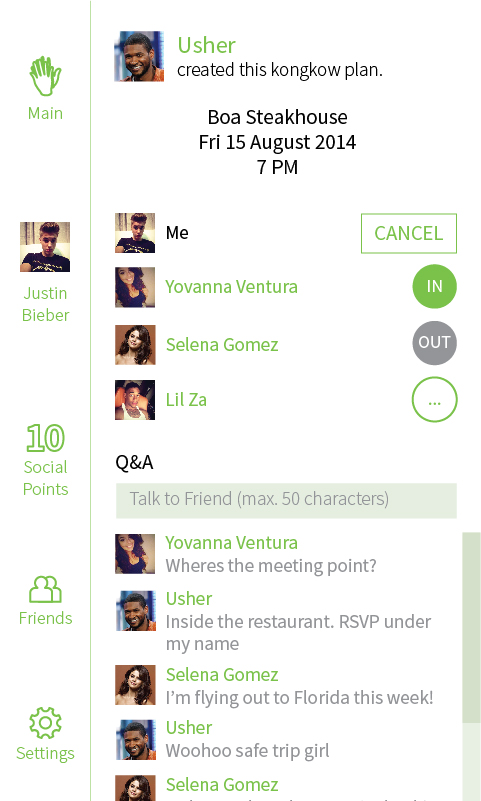 Main
Justin
Bieber
10
Social
Points
Friends
Settings
Usher
created this kongkow plan.
Boa Steakhouse
Fri 15 August 2014
7 PM
Me
CANCEL
Yovanna Ventura
IN
Selena Gomez
OUT
Lil Za
...
Q&A
Talk to Friend (max. 50 characters)
Yovanna Ventura
Wheres the meeting point?
Usher
Inside the restaurant. RSVP under
my name
Selena Gomez
I'm flying out to Florida this week!
Usher
Woohoo safe trip girl
Selena Gomez